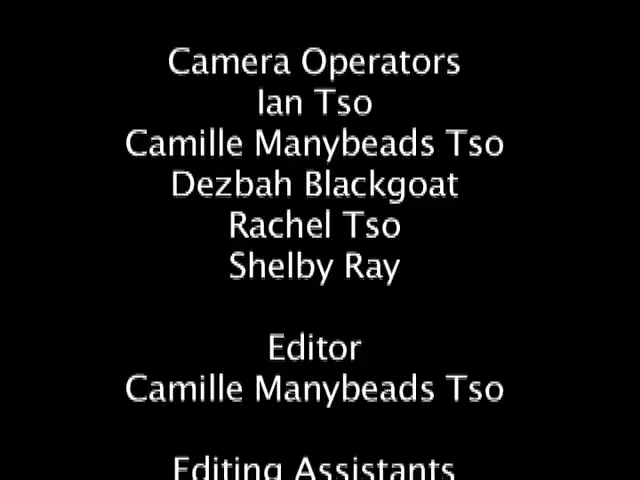 Camera Operators
Ian Tso
Camille Manybeads Tso
Dezbah Blackgoat
Rachel Tso
Shelby Ray
Editor
Camille Manybeads Tso
Editing Assistants